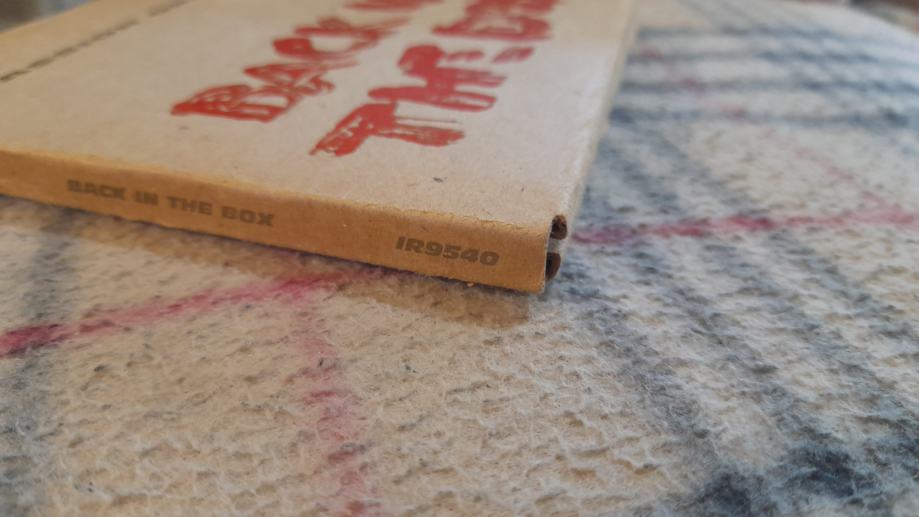 BACK
THE
BACK IN THE BOX
IR9540